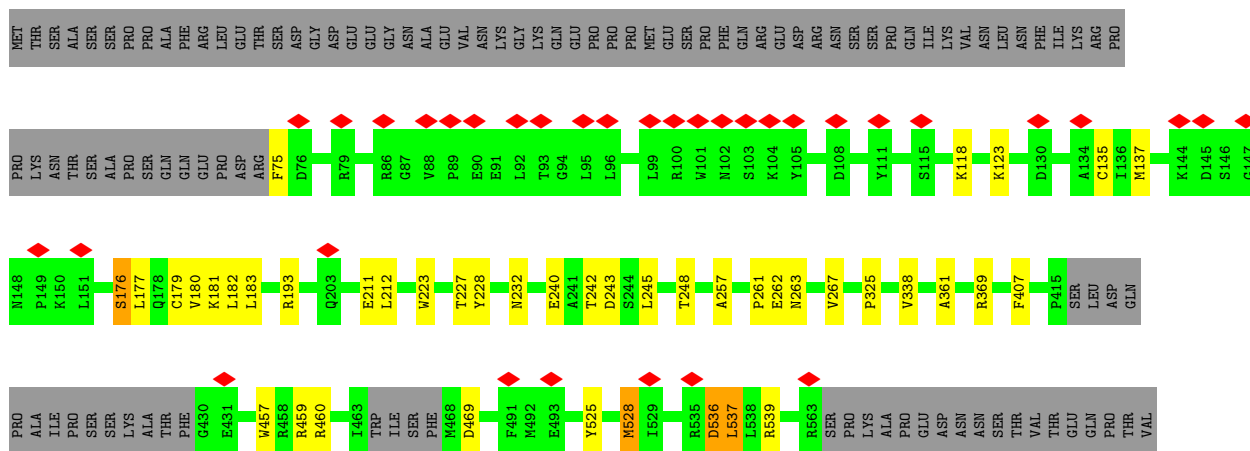 MET THR SER ALA SER SER PRO PRO ALA PHE ARG LEU GLU THR SER ASP GLY ASP GLU GLU GLY ASN ALA GLU VAL ASN LYS GLY LYS GLN GLU PRO PRO PRO MET GLU SER PRO PHE GLN ARG GLU ASP ARG ASN SER SER PRO GLN ILE LYS VAL ASN LEU ASN PHE ILE LYS ARG PRO
PRO LYS ASN THR SER ALA PRO SER GLN GLN GLU PRO ASP ARG F75 D76 R79 R86 G87 V88 P89 E90 E91 L92 T93 G94 L95 L96 L99 R100 W101 N102 S103 K104 Y105 D108 Y111 S115 K118 K123 D130 A134 C135 I136 M137 K144 D145 S146 G147
N148 P149 K150 L151 S176 L177 Q178 C179 V180 K181 L182 L183 R193 Q203 E211 L212 W223 T227 Y228 N232 E240 A241 T242 D243 S244 L245 T248 A257 P261 E262 N263 V267 P325 V338 A361 R369 F407 P415 SER LEU ASP GLN
PRO ALA ILE PRO SER SER LYS ALA THR PHE G430 E431 W457 R458 R459 R460 I463 TRP ILE SER PHE M468 D469 F491 M492 E493 Y525 M528 I529 R535 D536 L537 L538 R539 R563 SER PRO LYS ALA PRO GLU ASP ASN ASN SER THR VAL THR GLU GLN PRO THR VAL